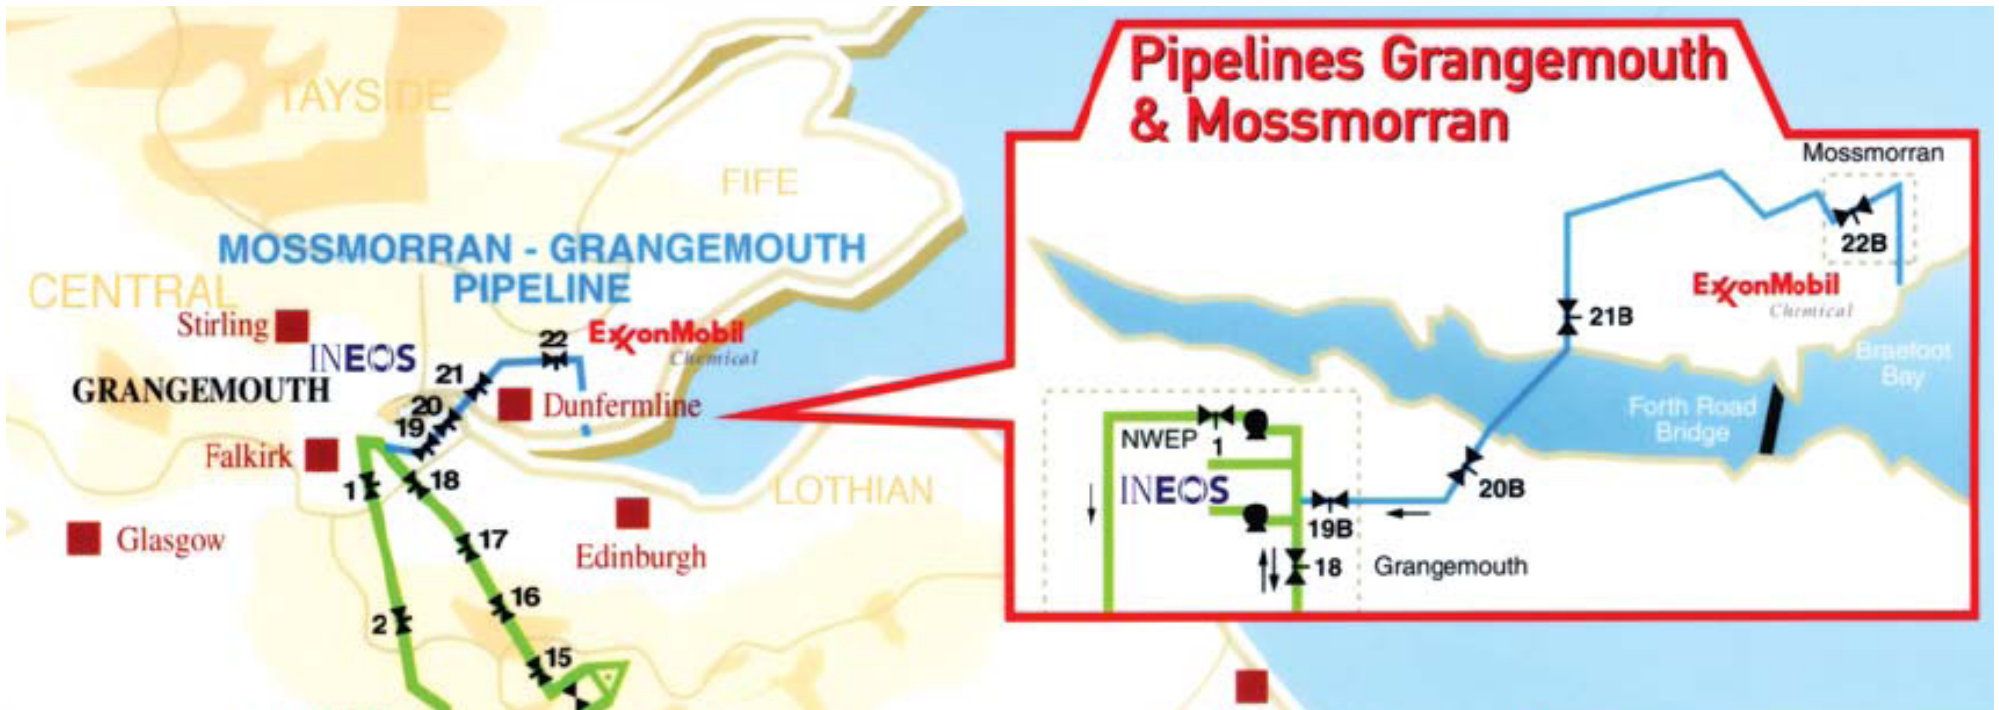 Pipelines Grangemouth
& Mossmorran
TAYSIDE
FIFE
MOSSMORRAN - GRANGEMOUTH
PIPELINE
CENTRAL
Stirling
INEOS
GRANGEMOUTH
22
ExxonMobil
Chemical
21
20
19
Dunfermline
Falkirk
1
18
LOTHIAN
Glasgow
17
Edinburgh
16
2
15
Mossmorran
22B
ExxonMobil
Chemical
21B
Braefoot
Bay
Forth Road
Bridge
NWEP
1
INEOS
20B
19B
18
Grangemouth